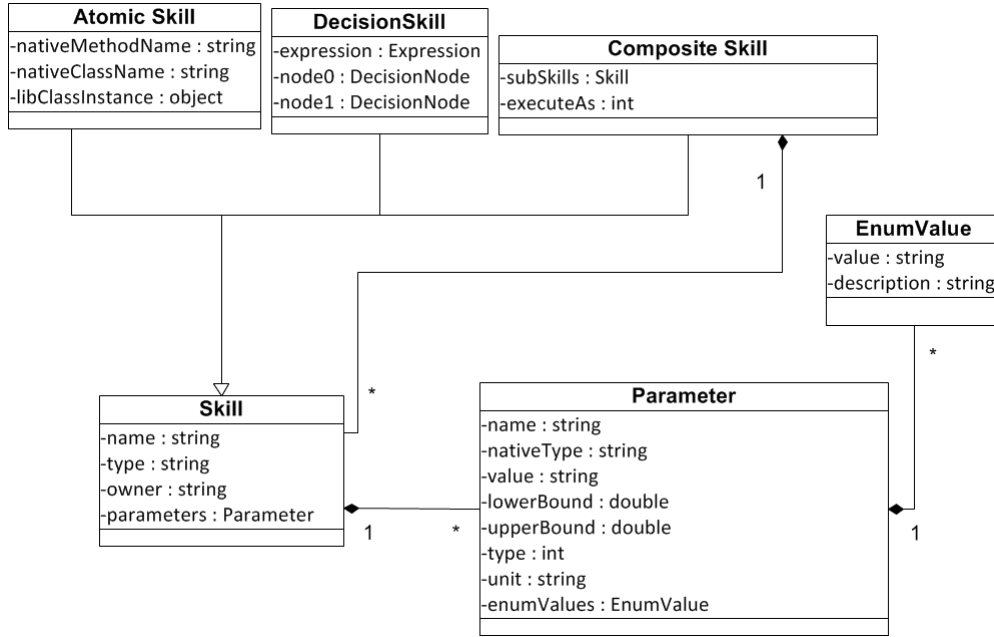 Atomic Skill
-nativeMethodName : string
-nativeClassName : string
-libClassInstance : object
DecisionSkill
-expression : Expression
-node0 : DecisionNode
-node1 : DecisionNode
Composite Skill
-subSkills : Skill
-executeAs : int
1
EnumValue
-value : string
-description : string
*
*
Skill
-name : string
-type : string
-owner : string
-parameters : Parameter
1
*
Parameter
-name : string
-nativeType : string
-value : string
-lowerBound : double
-upperBound : double
-type : int
-unit : string
-enumValues : EnumValue
1